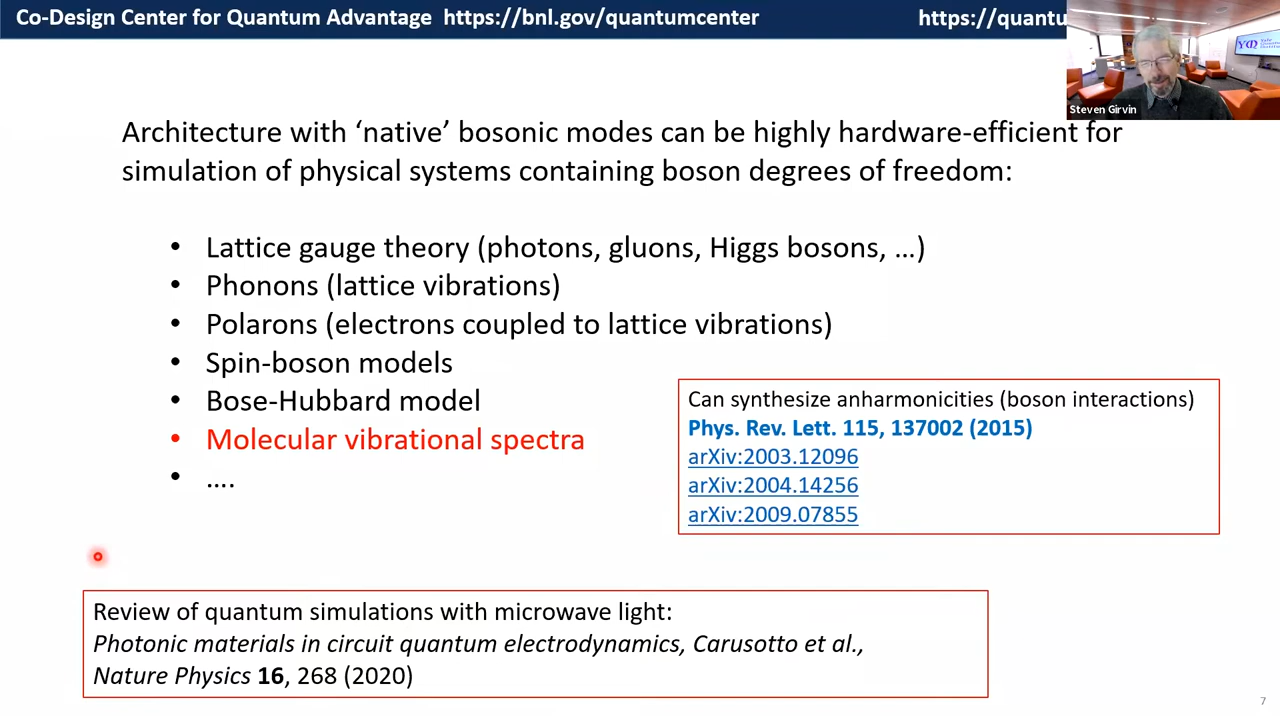 Co-Design Center for Quantum Advantage https://bnl.gov/quantumcenter https://quantu
Steven Girvin
Architecture with ‘native’ bosonic modes can be highly hardware-efficient for
simulation of physical systems containing boson degrees of freedom:
• Lattice gauge theory (photons, gluons, Higgs bosons, …)
• Phonons (lattice vibrations)
• Polarons (electrons coupled to lattice vibrations)
• Spin-boson models
• Bose-Hubbard model
• Molecular vibrational spectra
• ….
Can synthesize anharmonicities (boson interactions)
Phys. Rev. Lett. 115, 137002 (2015)
arXiv:2003.12096
arXiv:2004.14256
arXiv:2009.07855
Review of quantum simulations with microwave light:
Photonic materials in circuit quantum electrodynamics, Carusotto et al.,
Nature Physics 16, 268 (2020)
7